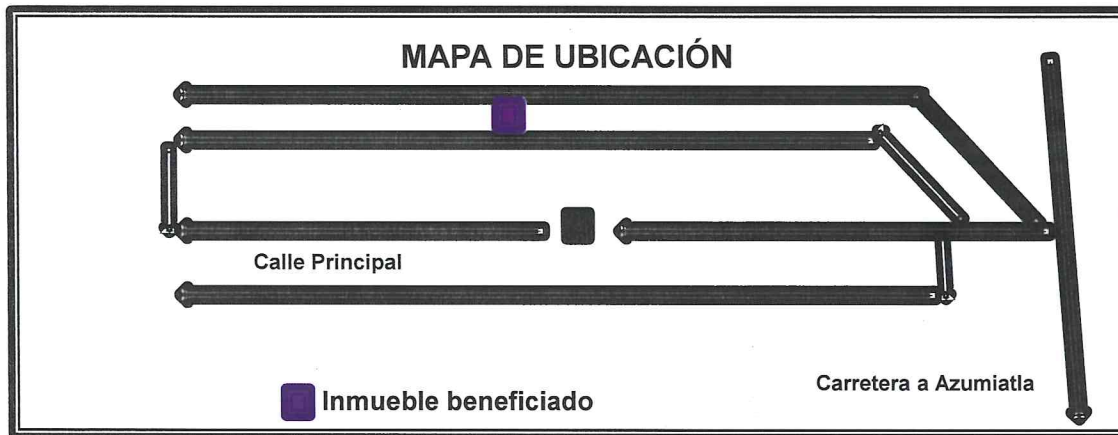 MAPA DE UBICACIÓN
Calle Principal
Carretera a Azumiatla
Inmueble beneficiado